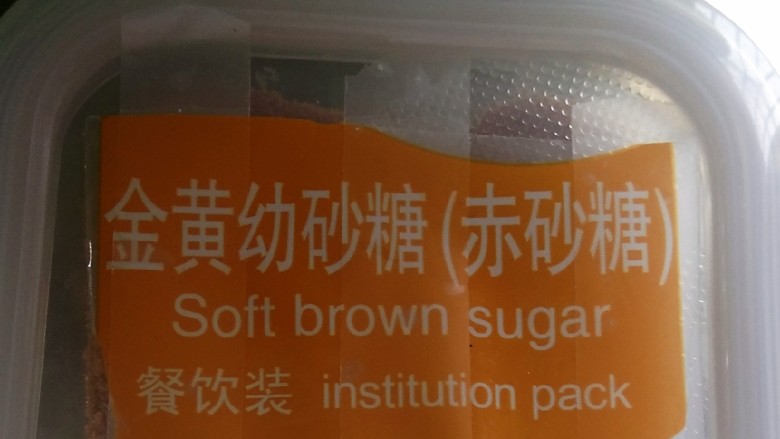 金黄幼砂糖(赤砂糖)
Soft brown sugar
餐饮装 institution pack